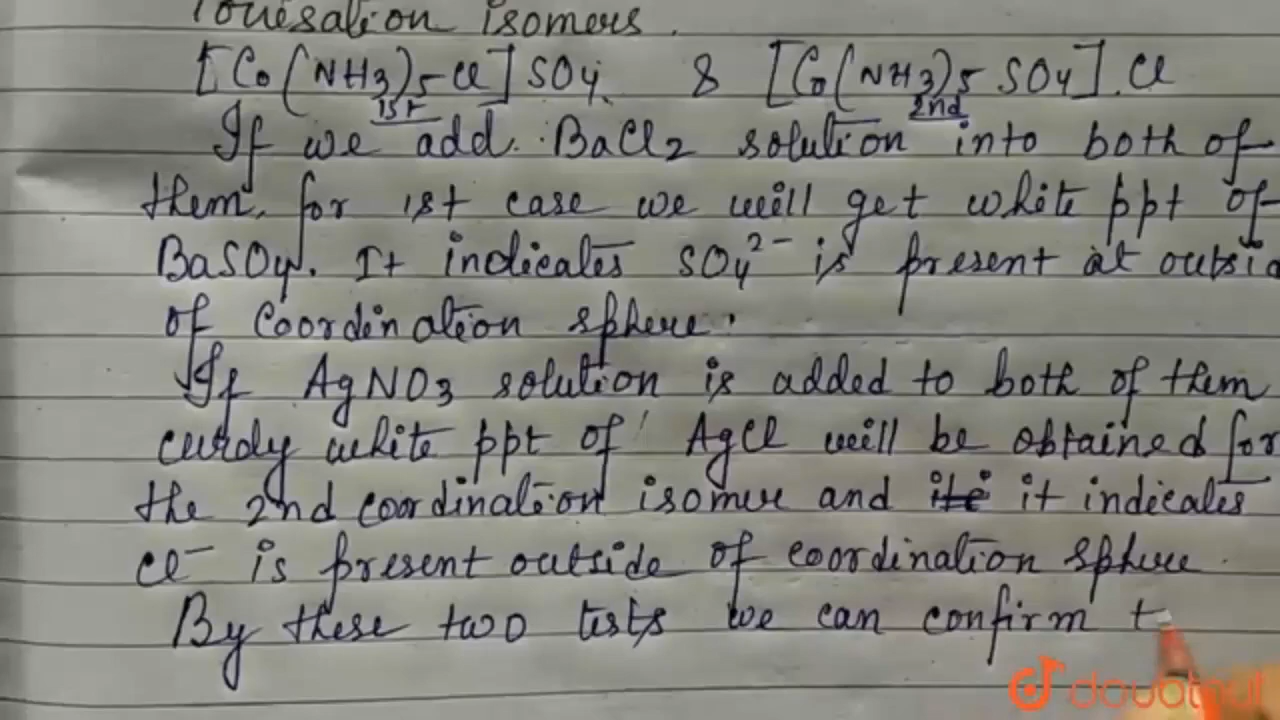 Ionisation isomers.
[Co(NH3)5Cl]SO4. & [Co(NH3)5SO4].Cl
1st 2nd
If we add BaCl2 solution into both of
them, for 1st case we will get white ppt of
BaSO4. It indicates SO4²⁻ is present at outsid
of coordination sphere.
If AgNO3 solution is added to both of them
curdy white ppt of AgCl will be obtained for
the 2nd coordination isomer and it indicates
Cl⁻ is present outside of coordination sphere.
By these two tests we can confirm t
doubtnut